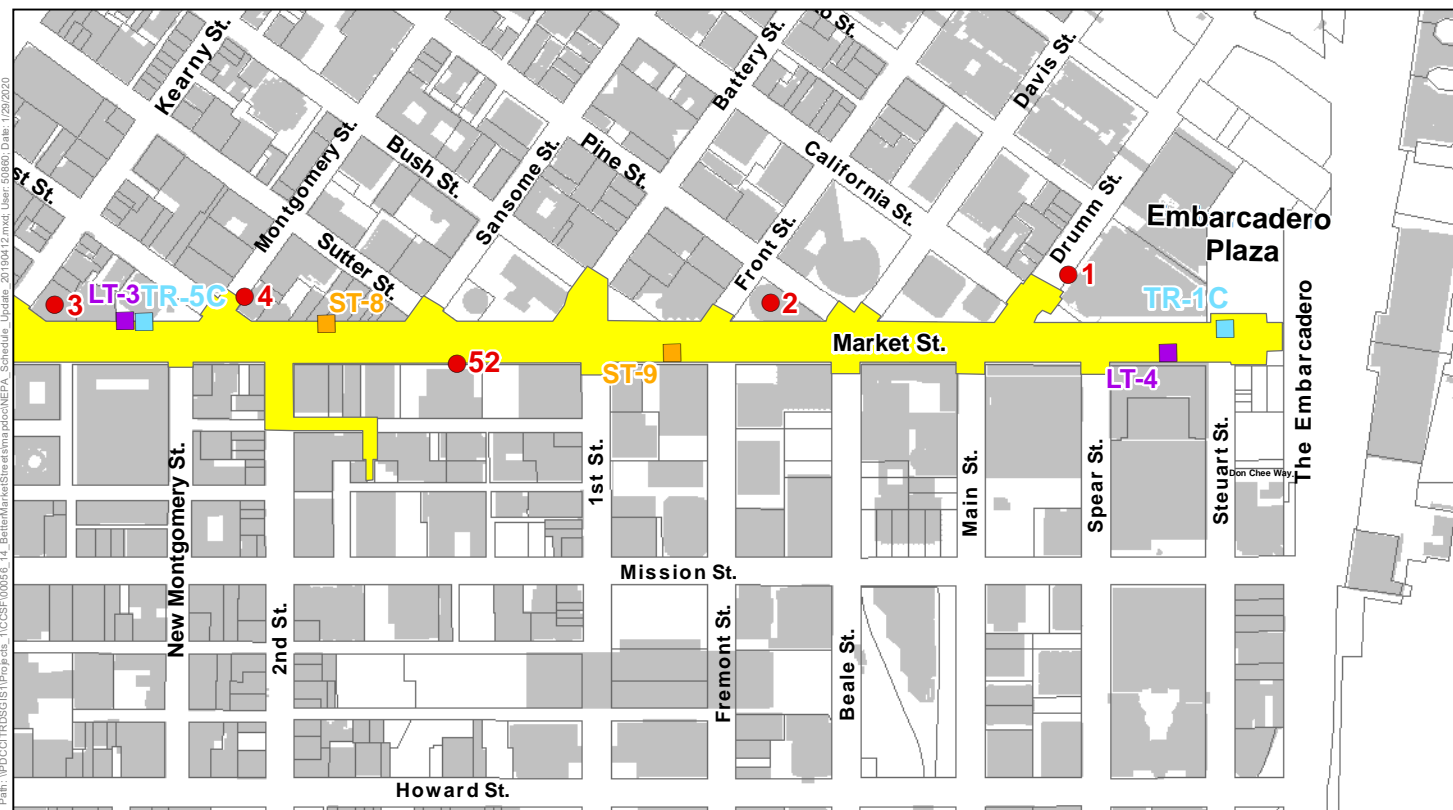 Kearny St.
Battery St.
to St.
Davis St.
Montgomery St.
Bush St.
Sansome St.
Pine St.
California St.
st St.
Sutter St.
Front St.
Drumm St.
Embarcadero
Plaza
LT-3
TR-5C
3
4
ST-8
2
1
TR-1C
Market St.
52
ST-9
LT-4
The Embarcadero
New Montgomery St.
1st St.
Main St.
Spear St.
Steuart St.
Don Chee Way
Mission St.
2nd St.
Fremont St.
Beale St.
Howard St.